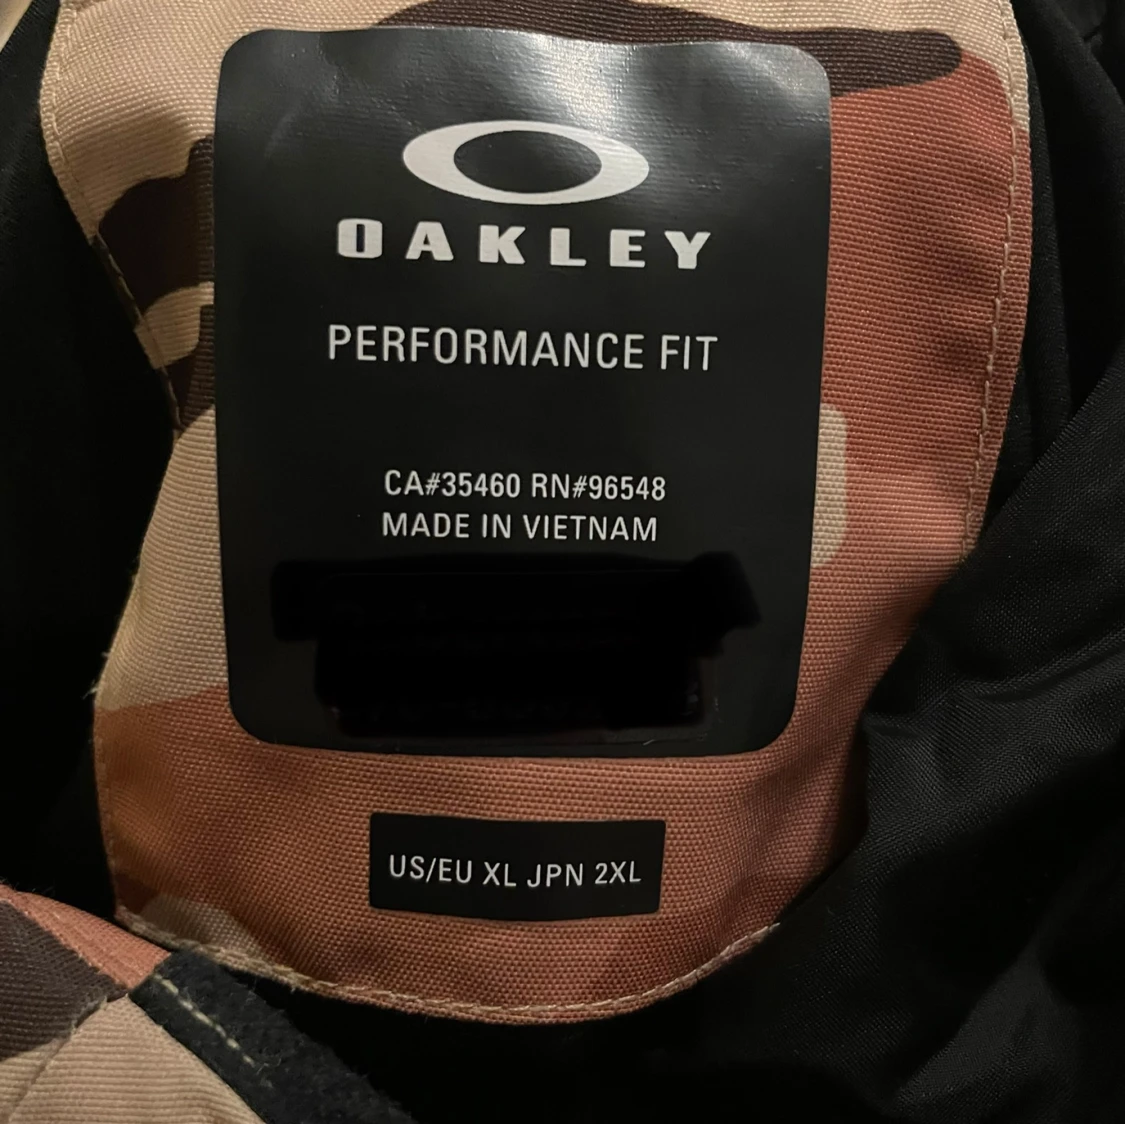 OAKLEY
PERFORMANCE FIT
CA#35460 RN#96548
MADE IN VIETNAM
US/EU XL JPN 2XL